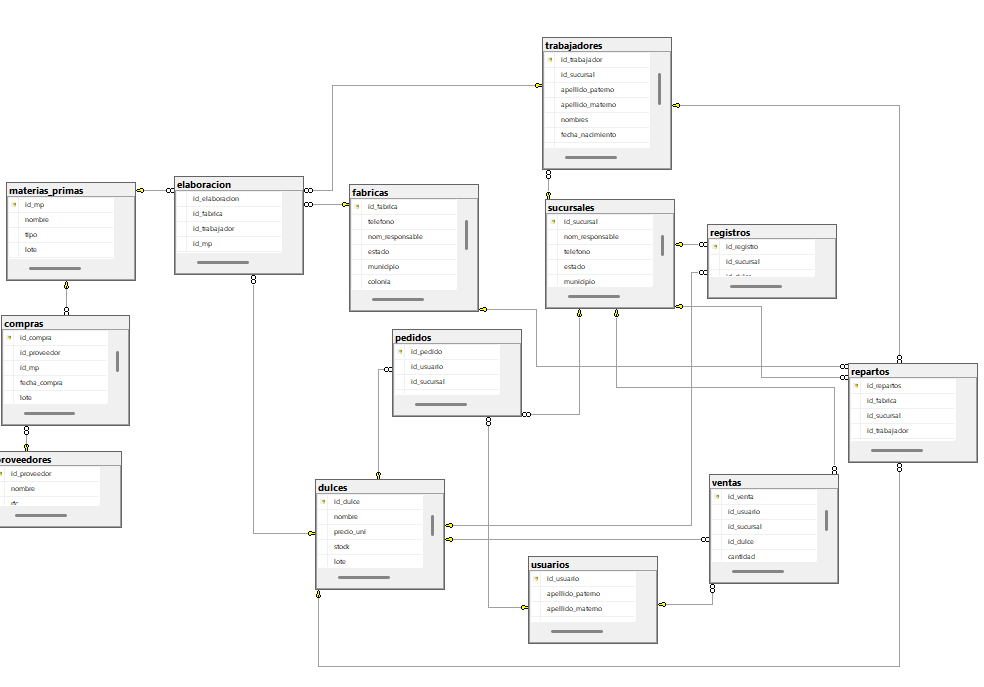 trabajadores
id_trabajador
id_sucursal
apellido_paterno
apellido_materno
nombres
fecha_nacimiento
materias_primas
id_mp
nombre
tipo
lote
elaboracion
id_elaboracion
id_fabrica
id_trabajador
id_mp
fabricas
id_fabrica
telefono
nom_responsable
estado
municipio
colonia
sucursales
id_sucursal
nom_responsable
telefono
estado
municipio
registros
id_registro
id_sucursal
compras
id_compra
id_proveedor
id_mp
fecha_compra
lote
pedidos
id_pedido
id_usuario
id_sucursal
repartos
id_repartos
id_fabrica
id_sucursal
id_trabajador
roveedores
id_proveedor
nombre
dulces
id_dulce
nombre
precio_uni
stock
lote
ventas
id_venta
id_usuario
id_sucursal
id_dulce
cantidad
usuarios
id_usuario
apellido_paterno
apellido_materno